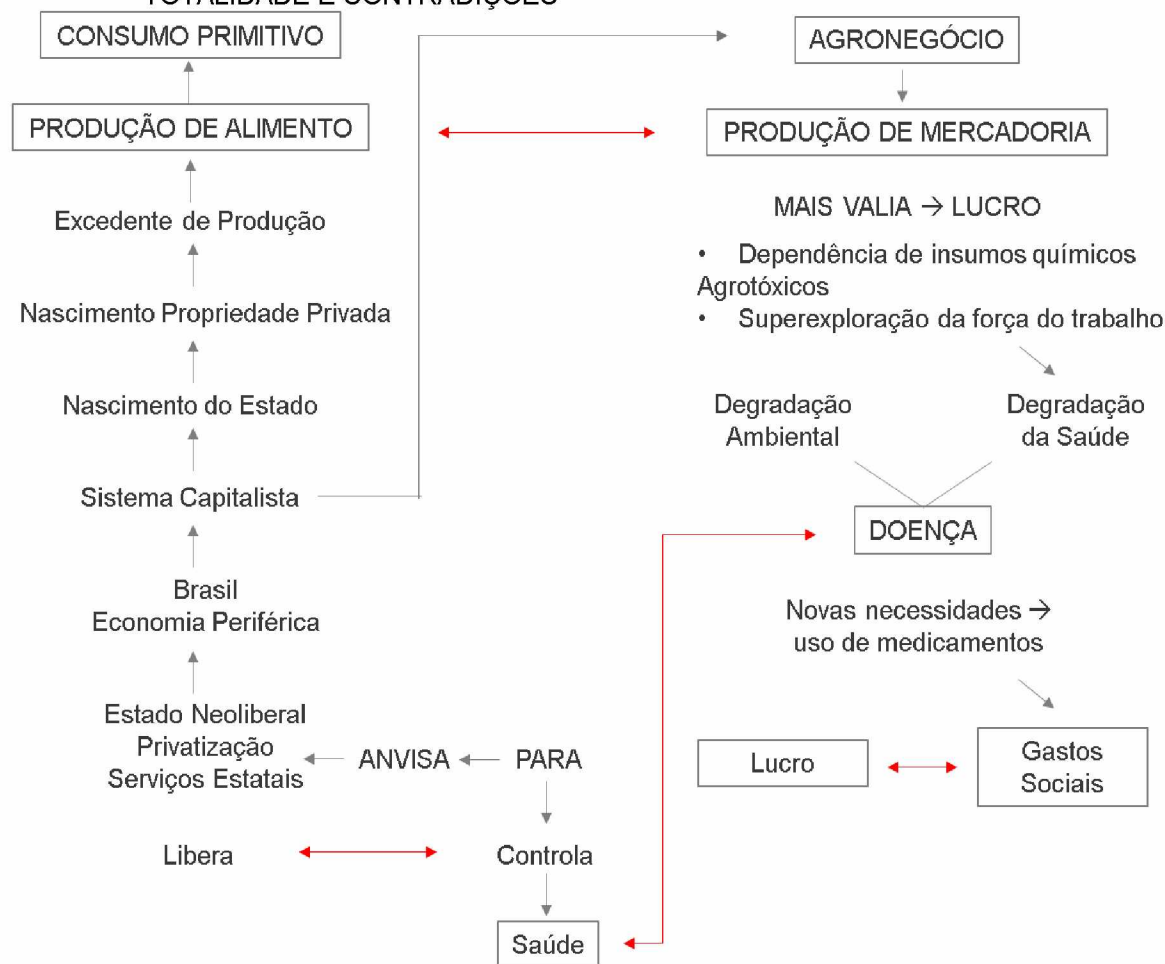 TOTALIDADE E CONTRADIÇÕES
CONSUMO PRIMITIVO
PRODUÇÃO DE ALIMENTO
Excedente de Produção
Nascimento Propriedade Privada
Nascimento do Estado
Sistema Capitalista
Brasil
Economia Periférica
Estado Neoliberal
Privatização
Serviços Estatais
ANVISA
PARA
Libera
Controla
Saúde
AGRONEGÓCIO
PRODUÇÃO DE MERCADORIA
MAIS VALIA → LUCRO
• Dependência de insumos químicos
Agrotóxicos
• Superexploração da força do trabalho
Degradação
Ambiental
Degradação
da Saúde
DOENÇA
Novas necessidades →
uso de medicamentos
Lucro
Gastos
Sociais